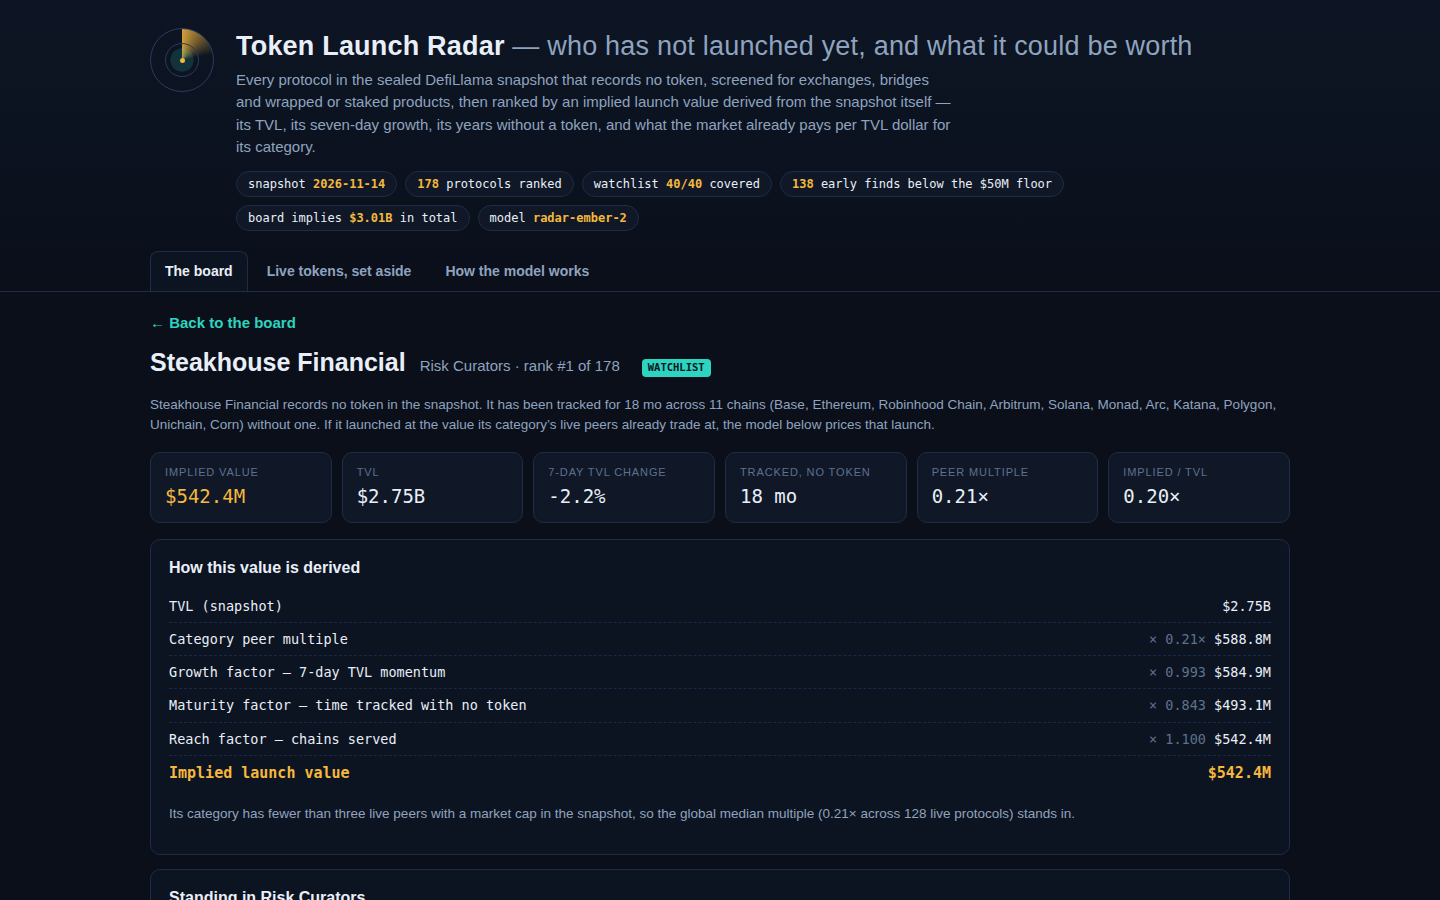 Token Launch Radar — who has not launched yet, and what it could be worth
Every protocol in the sealed DefiLlama snapshot that records no token, screened for exchanges, bridges
and wrapped or staked products, then ranked by an implied launch value derived from the snapshot itself —
its TVL, its seven-day growth, its years without a token, and what the market already pays per TVL dollar for
its category.
snapshot 2026-11-14 178 protocols ranked watchlist 40/40 covered 138 early finds below the $50M floor
board implies $3.01B in total model radar-ember-2
The board Live tokens, set aside How the model works
← Back to the board
Steakhouse Financial Risk Curators · rank #1 of 178 WATCHLIST
Steakhouse Financial records no token in the snapshot. It has been tracked for 18 mo across 11 chains (Base, Ethereum, Robinhood Chain, Arbitrum, Solana, Monad, Arc, Katana, Polygon,
Unichain, Corn) without one. If it launched at the value its category's live peers already trade at, the model below prices that launch.
IMPLIED VALUE TVL 7-DAY TVL CHANGE TRACKED, NO TOKEN PEER MULTIPLE IMPLIED / TVL
$542.4M $2.75B -2.2% 18 mo 0.21× 0.20×
How this value is derived
TVL (snapshot) $2.75B
Category peer multiple × 0.21× $588.8M
Growth factor — 7-day TVL momentum × 0.993 $584.9M
Maturity factor — time tracked with no token × 0.843 $493.1M
Reach factor — chains served × 1.100 $542.4M
Implied launch value $542.4M
Its category has fewer than three live peers with a market cap in the snapshot, so the global median multiple (0.21× across 128 live protocols) stands in.
Standing in Risk Curators